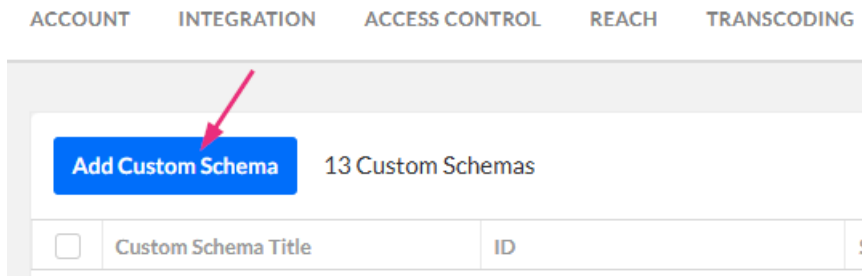 ACCOUNT INTEGRATION ACCESS CONTROL REACH TRANSCODING
Add Custom Schema 13 Custom Schemas
Custom Schema Title ID